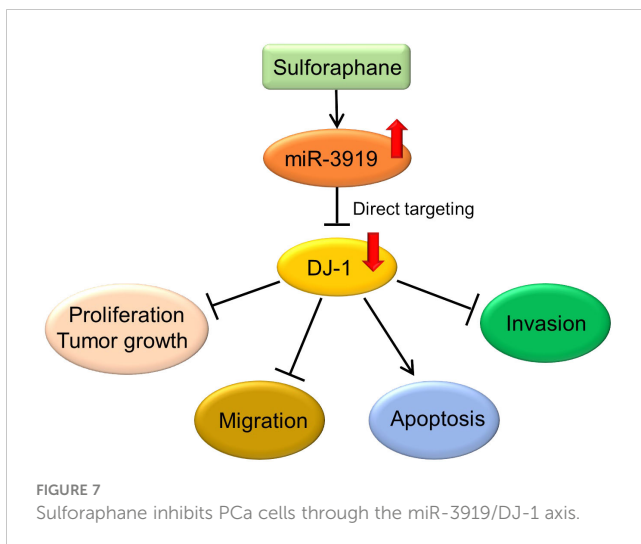 Sulforaphane
miR-3919
Direct targeting
DJ-1
Proliferation
Tumor growth
Invasion
Migration
Apoptosis
FIGURE 7
Sulforaphane inhibits PCa cells through the miR-3919/DJ-1 axis.